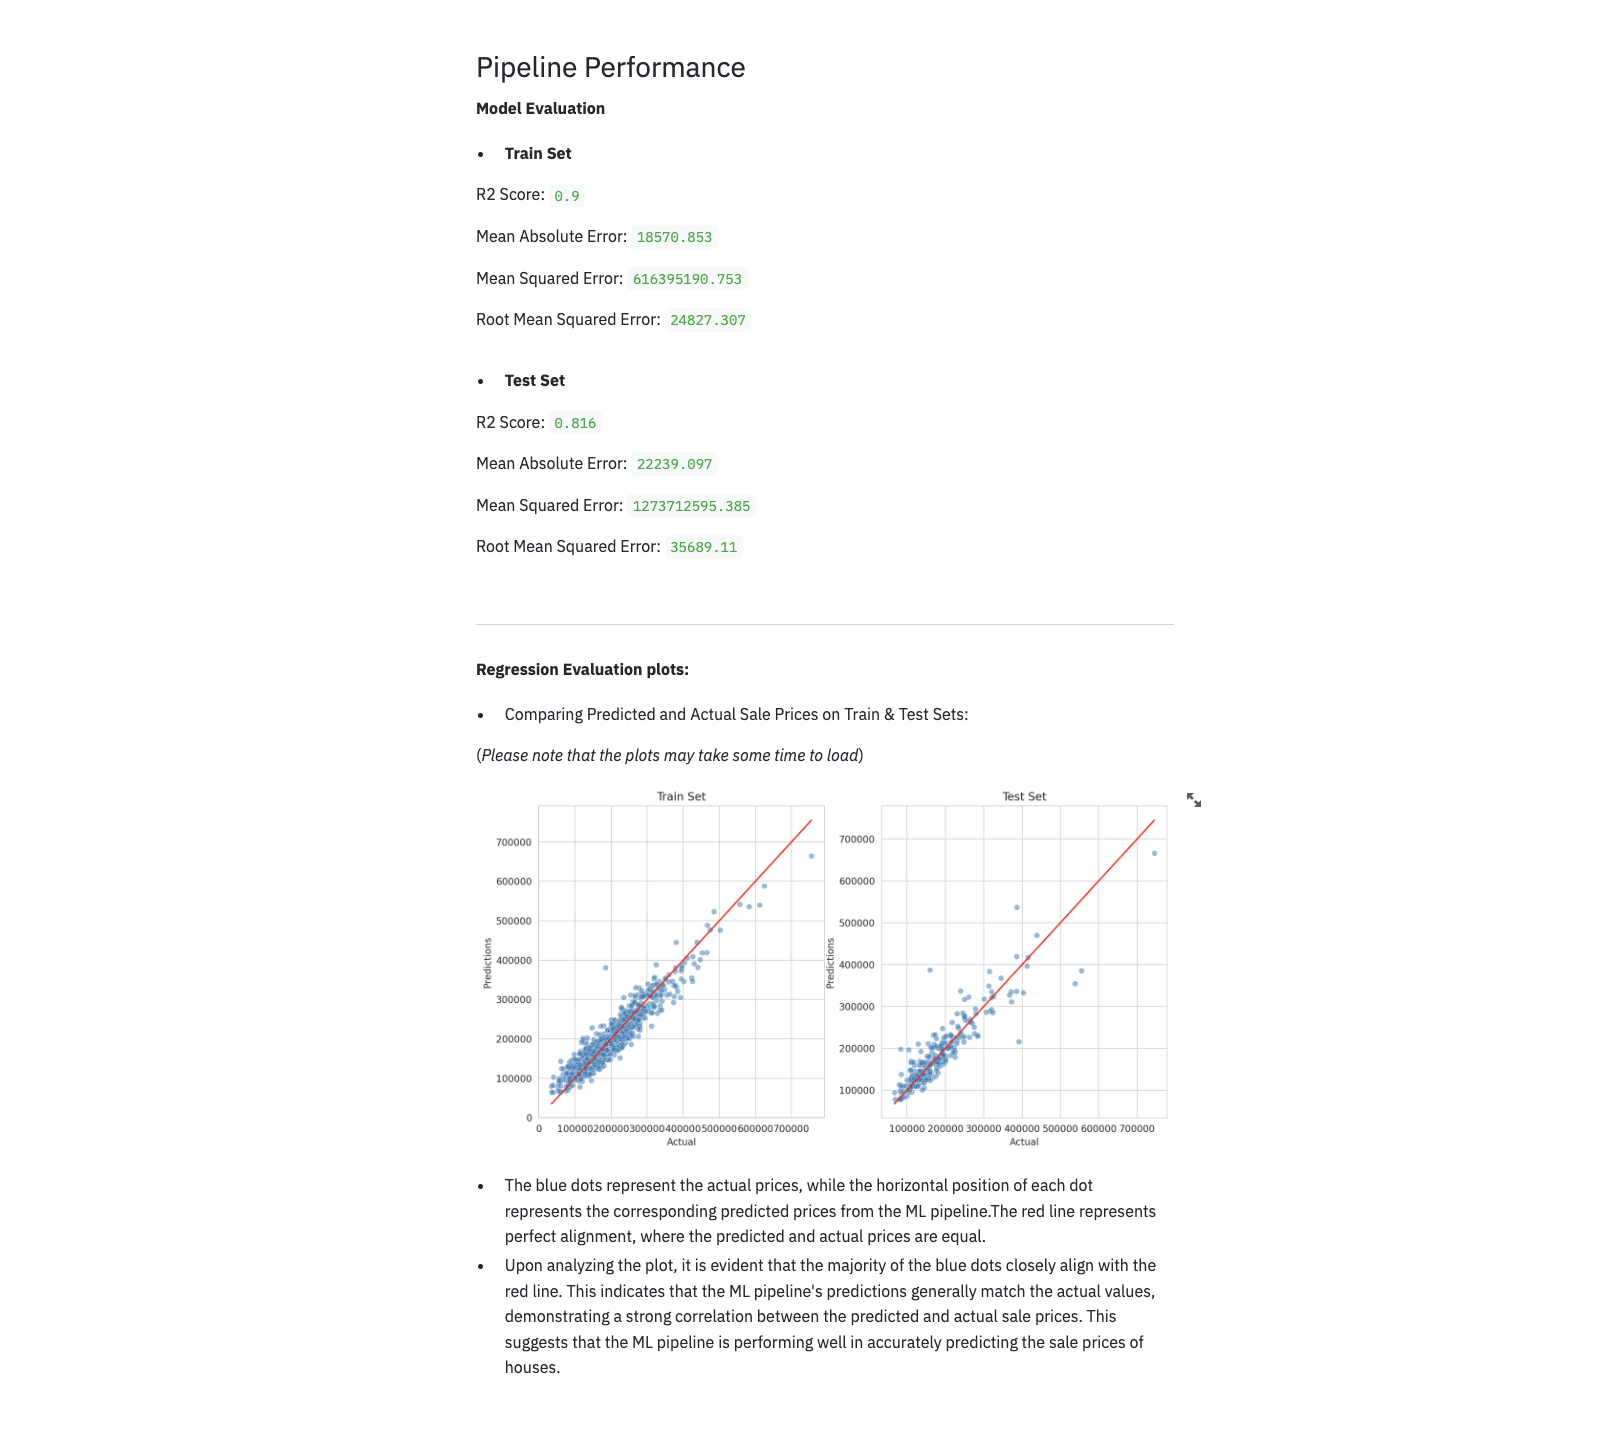 Pipeline Performance
Model Evaluation
• Train Set
R2 Score: 0.9
Mean Absolute Error: 18570.853
Mean Squared Error: 616395190.753
Root Mean Squared Error: 24827.307
• Test Set
R2 Score: 0.816
Mean Absolute Error: 22239.097
Mean Squared Error: 1273712595.385
Root Mean Squared Error: 35689.11
Regression Evaluation plots:
• Comparing Predicted and Actual Sale Prices on Train & Test Sets:
(Please note that the plots may take some time to load)
Train Set
700000
600000
500000
400000
300000
200000
100000
0
Predictions
0 100000 200000 300000 400000 500000 600000 700000
Actual
Test Set
700000
600000
500000
400000
300000
200000
100000
Predictions
100000 200000 300000 400000 500000 600000 700000
Actual
• The blue dots represent the actual prices, while the horizontal position of each dot
represents the corresponding predicted prices from the ML pipeline.The red line represents
perfect alignment, where the predicted and actual prices are equal.
• Upon analyzing the plot, it is evident that the majority of the blue dots closely align with the
red line. This indicates that the ML pipeline's predictions generally match the actual values,
demonstrating a strong correlation between the predicted and actual sale prices. This
suggests that the ML pipeline is performing well in accurately predicting the sale prices of
houses.